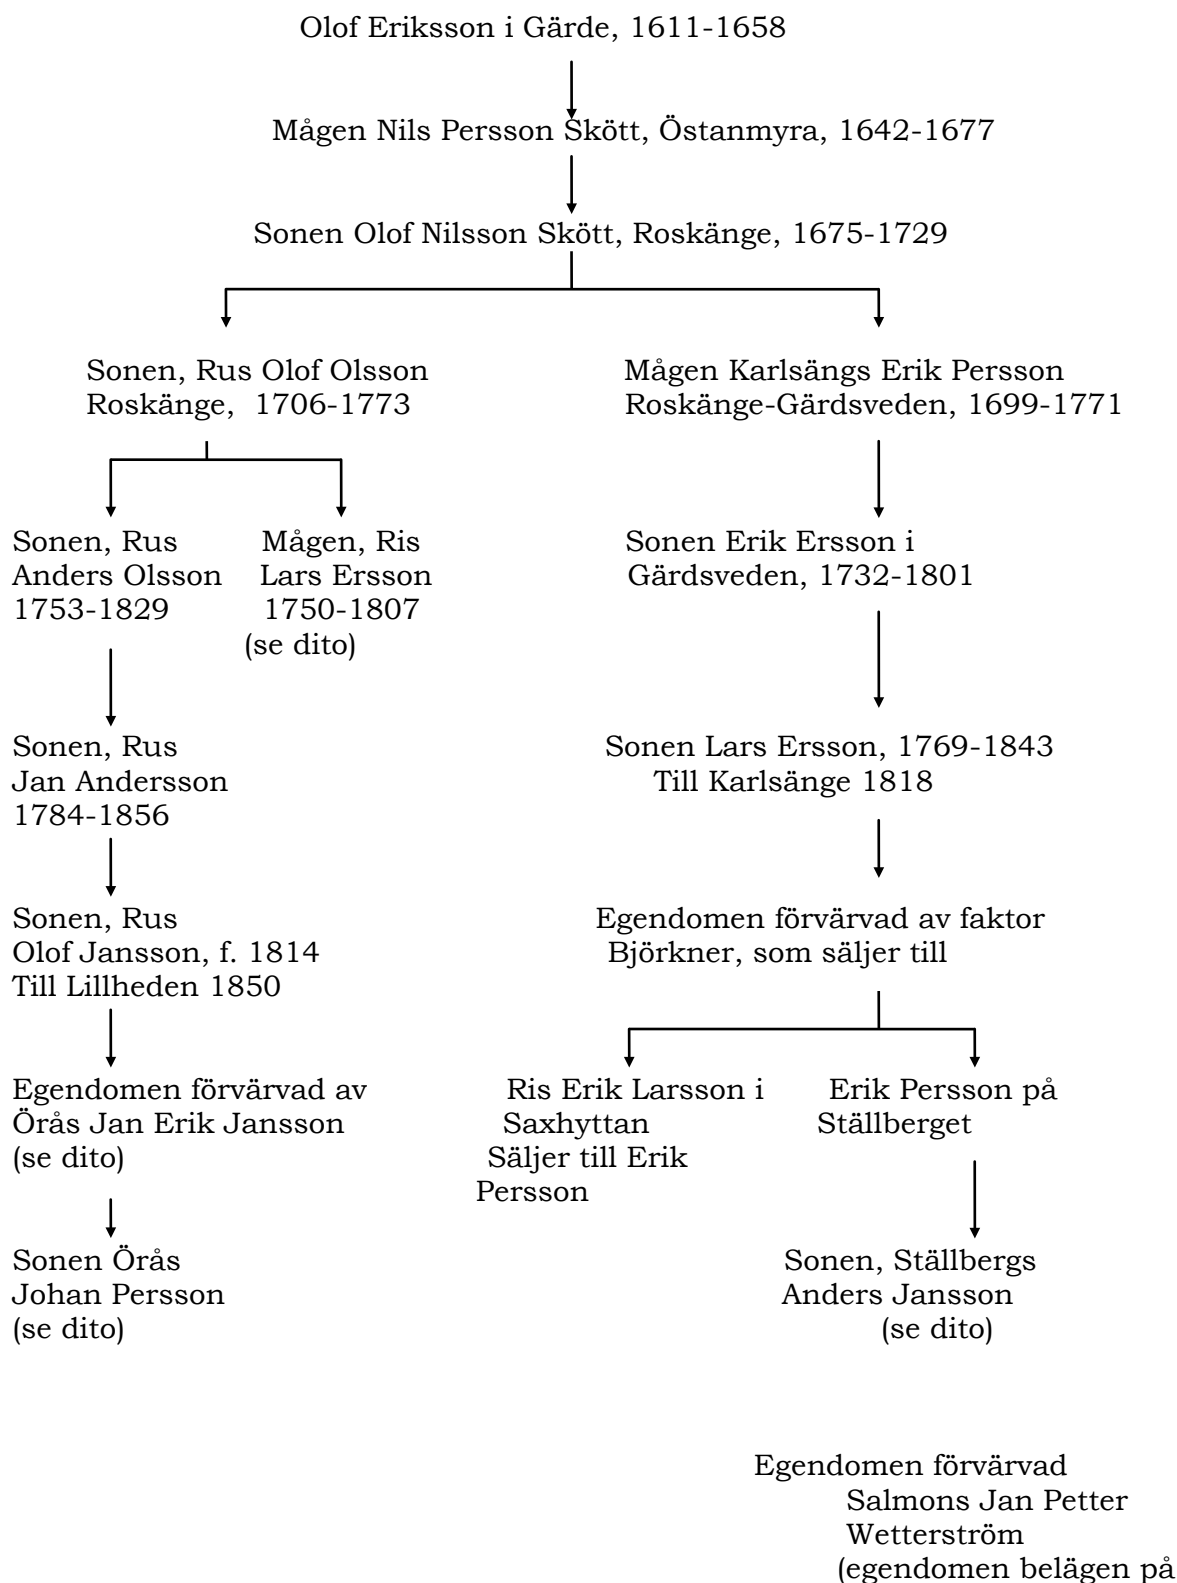 Olof Eriksson i Gärde, 1611-1658
Mågen Nils Persson Skött, Östanmyra, 1642-1677
Sonen Olof Nilsson Skött, Roskänge, 1675-1729
Sonen, Rus Olof Olsson
Roskänge, 1706-1773
Mågen Karlsängs Erik Persson
Roskänge-Gärdsveden, 1699-1771
Sonen, Rus
Anders Olsson
1753-1829
Mågen, Ris
Lars Ersson
1750-1807
(se dito)
Sonen Erik Ersson i
Gärdsveden, 1732-1801
Sonen, Rus
Jan Andersson
1784-1856
Sonen Lars Ersson, 1769-1843
Till Karlsänge 1818
Sonen, Rus
Olof Jansson, f. 1814
Till Lillheden 1850
Egendomen förvärvad av faktor
Björkner, som säljer till
Egendomen förvärvad av
Örås Jan Erik Jansson
(se dito)
Ris Erik Larsson i
Saxhyttan
Säljer till Erik
Persson
Erik Persson på
Ställberget
Sonen Örås
Johan Persson
(se dito)
Sonen, Ställbergs
Anders Jansson
(se dito)
Egendomen förvärvad
Salmons Jan Petter
Wetterström
(egendomen belägen på